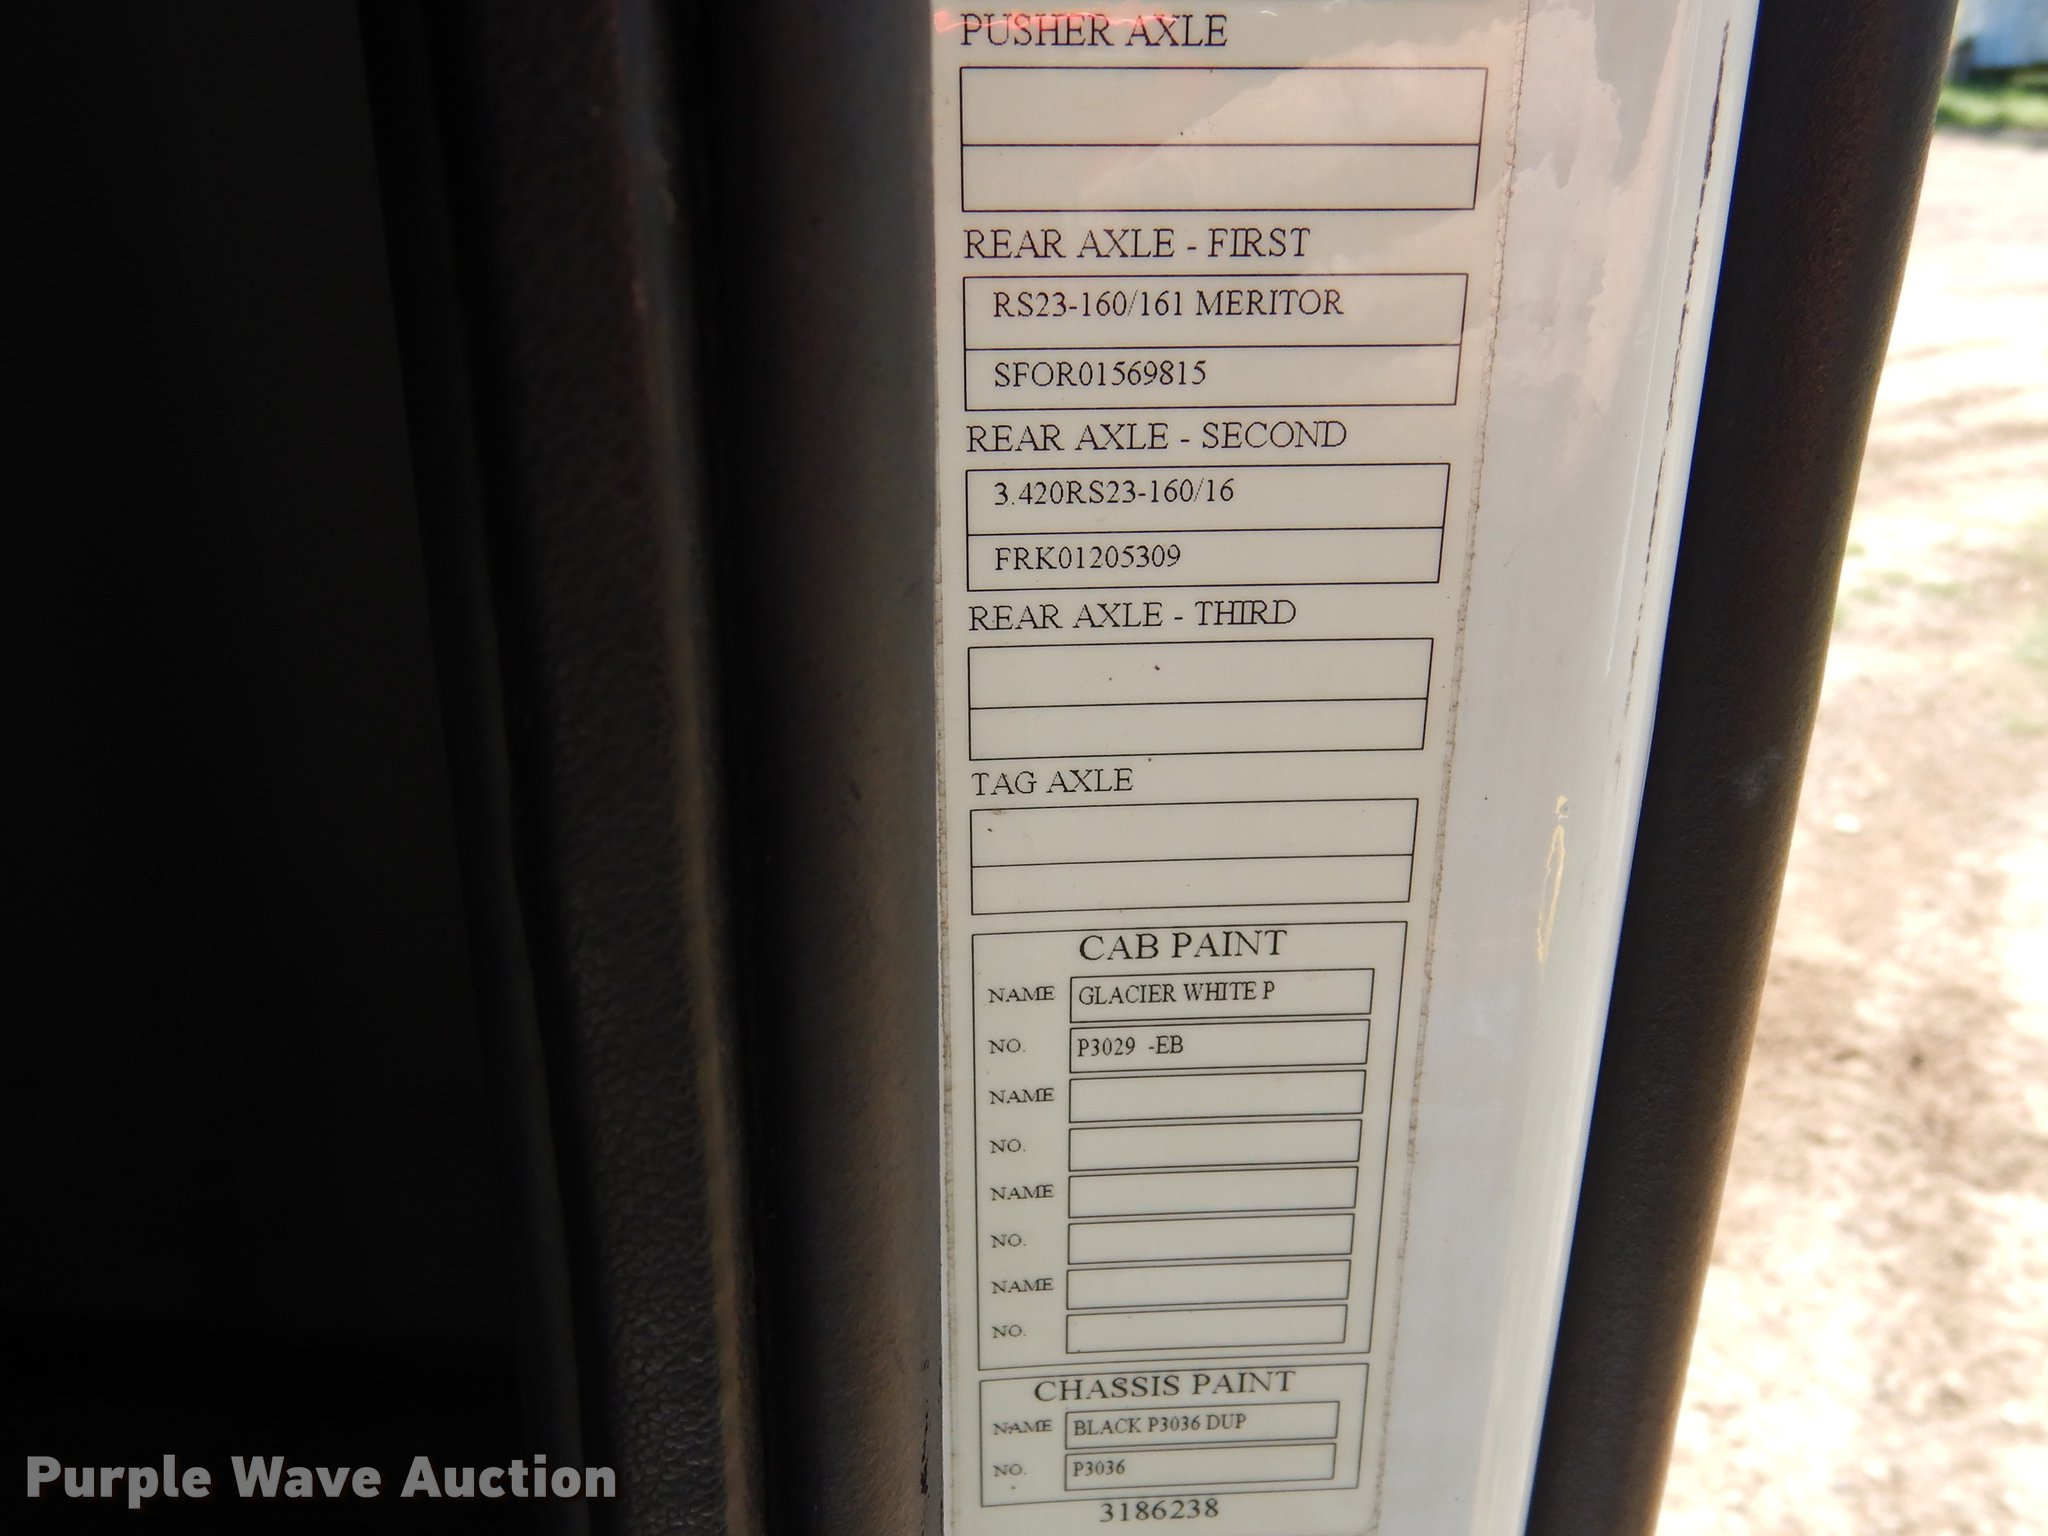 PUSHER AXLE
REAR AXLE - FIRST
RS23-160/161 MERITOR
SFOR01569815
REAR AXLE - SECOND
3.420RS23-160/16
FRK01205309
REAR AXLE - THIRD
TAG AXLE
CAB PAINT
NAME GLACIER WHITE P
NO. P3029 -EB
NAME
NO.
NAME
NO.
NAME
NO.
CHASSIS PAINT
NAME BLACK P3036 DUP
NO. P3036
3186238
Purple Wave Auction